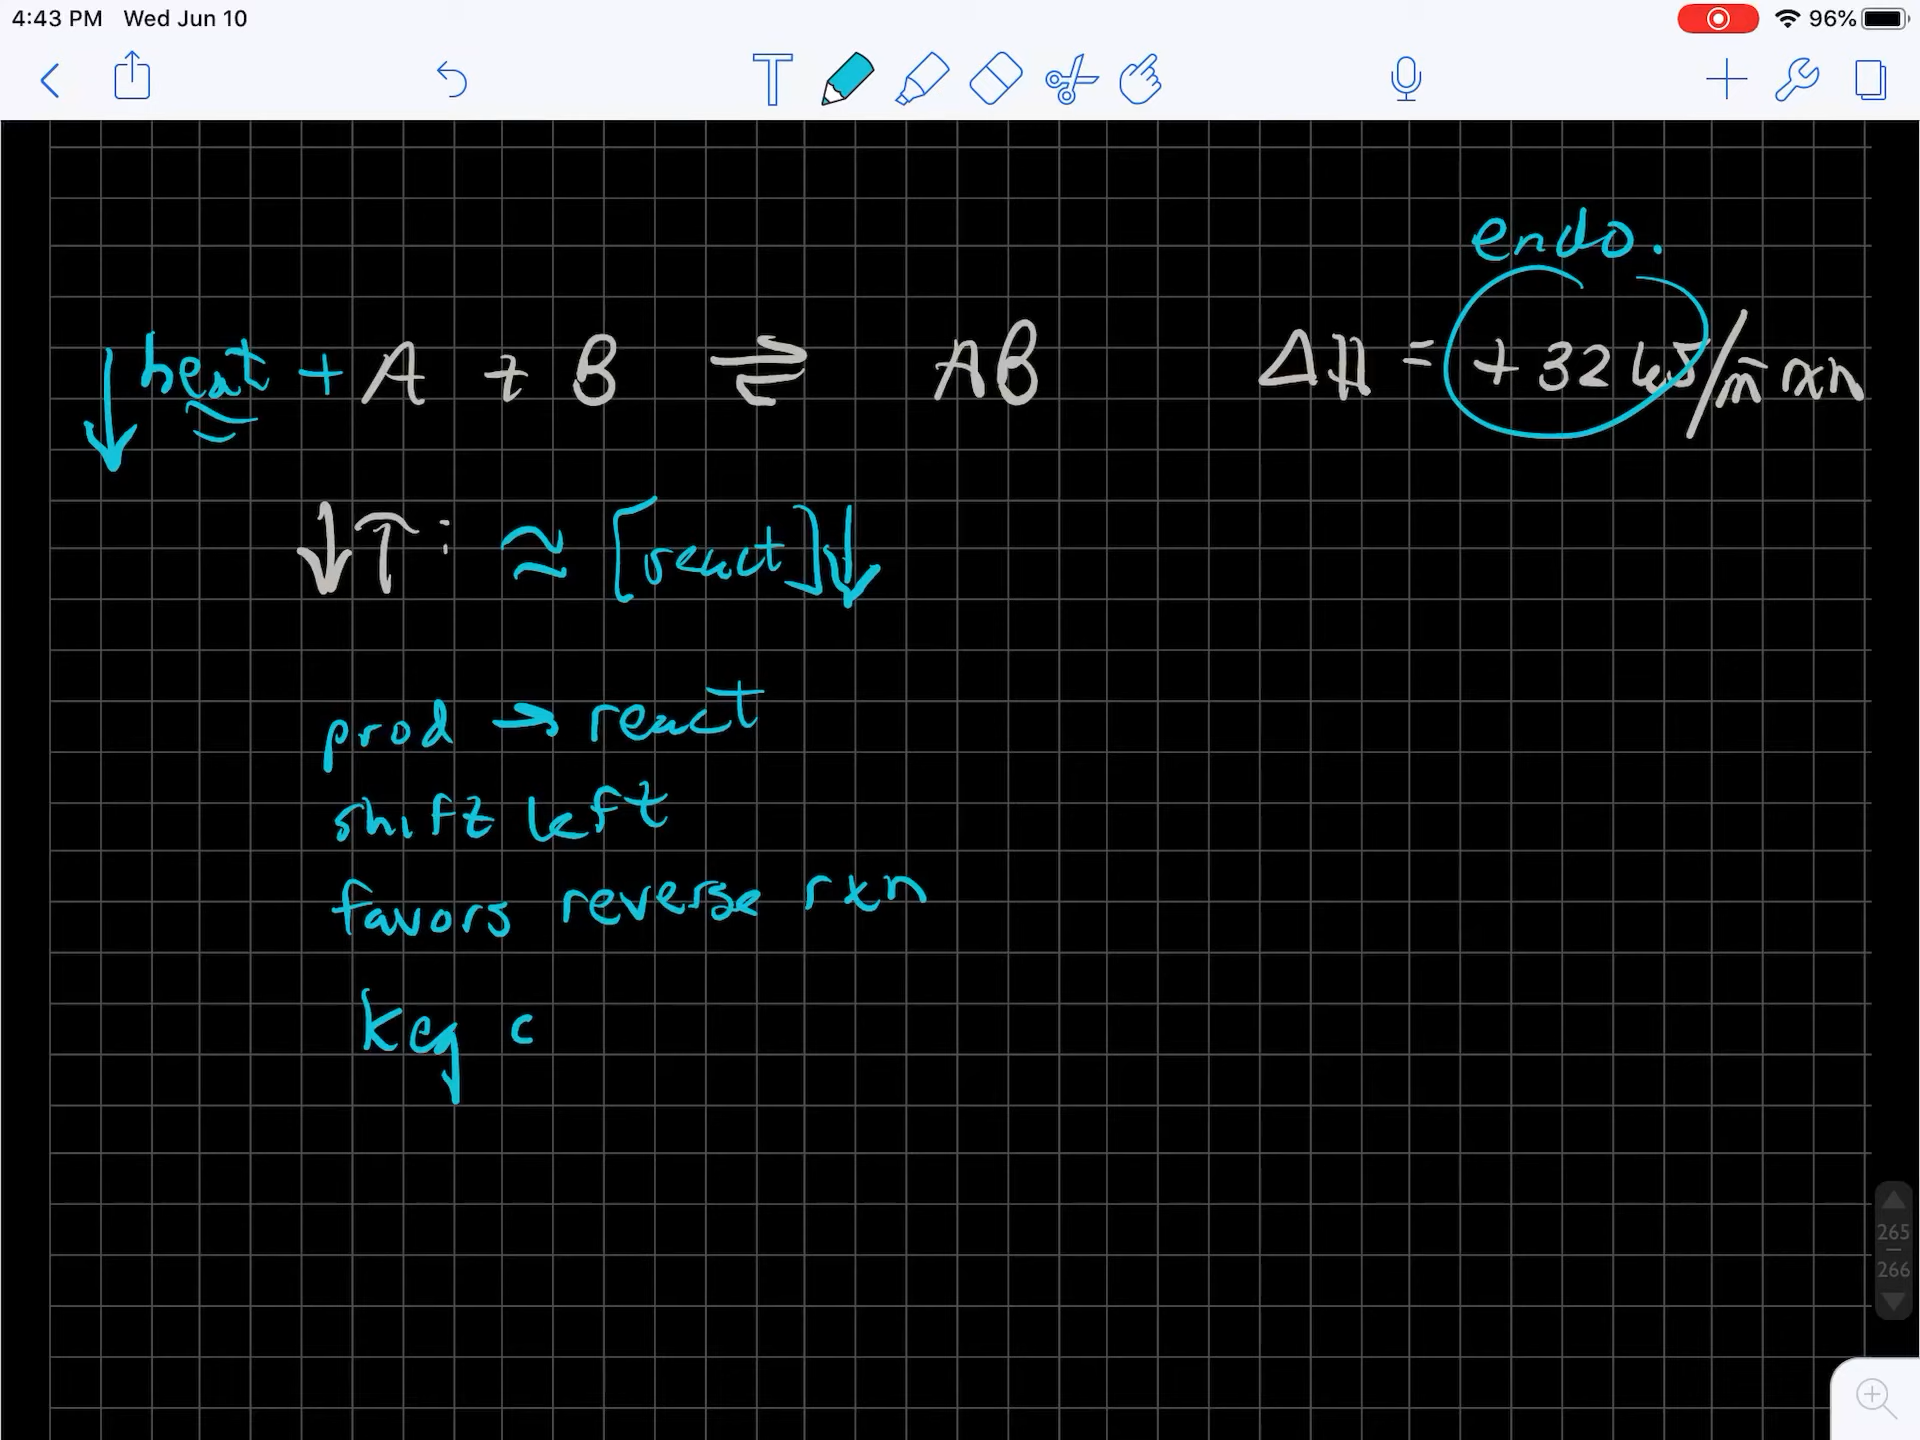 4:43 PM Wed Jun 10 96%
endo.
↓ heat + A + B ⇌ AB ΔH = +32 kJ/m̄ rxn
↓T: ≅ [react]↓
prod → react
shift left
favors reverse rxn
keq c
265
266